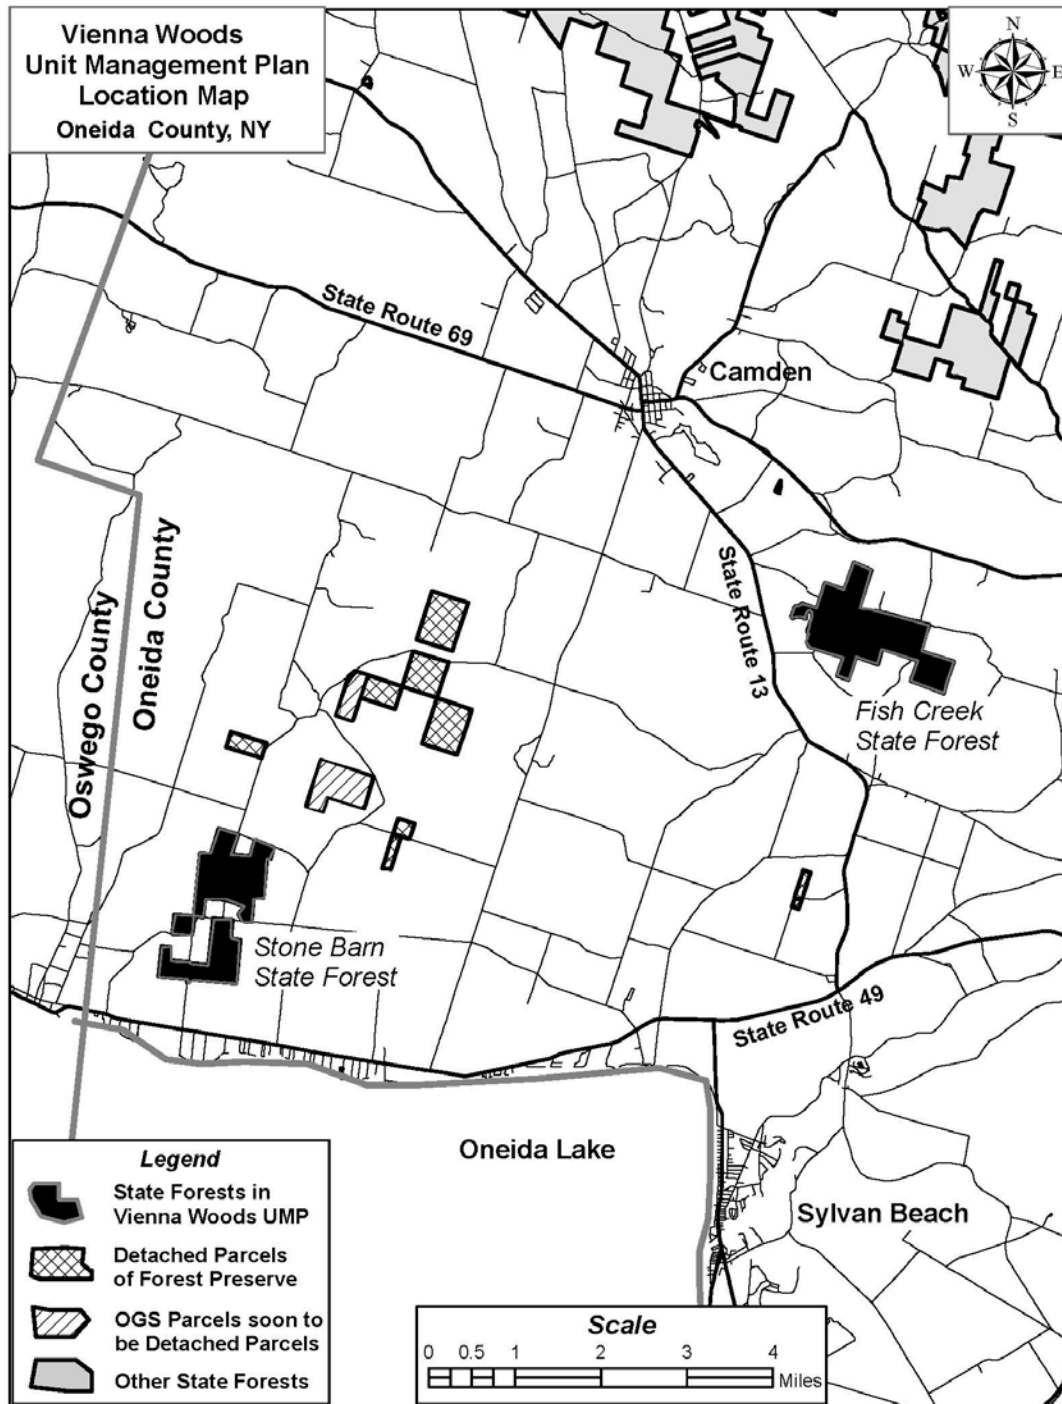 Vienna Woods
Unit Management Plan
Location Map
Oneida County, NY
N
W
E
S
State Route 69
Camden
State Route 13
Oswego County
Oneida County
Fish Creek
State Forest
Stone Barn
State Forest
State Route 49
Oneida Lake
Sylvan Beach
Legend
State Forests in
Vienna Woods UMP
Detached Parcels
of Forest Preserve
OGS Parcels soon to
be Detached Parcels
Other State Forests
Scale
0 0.5 1 2 3 4
Miles